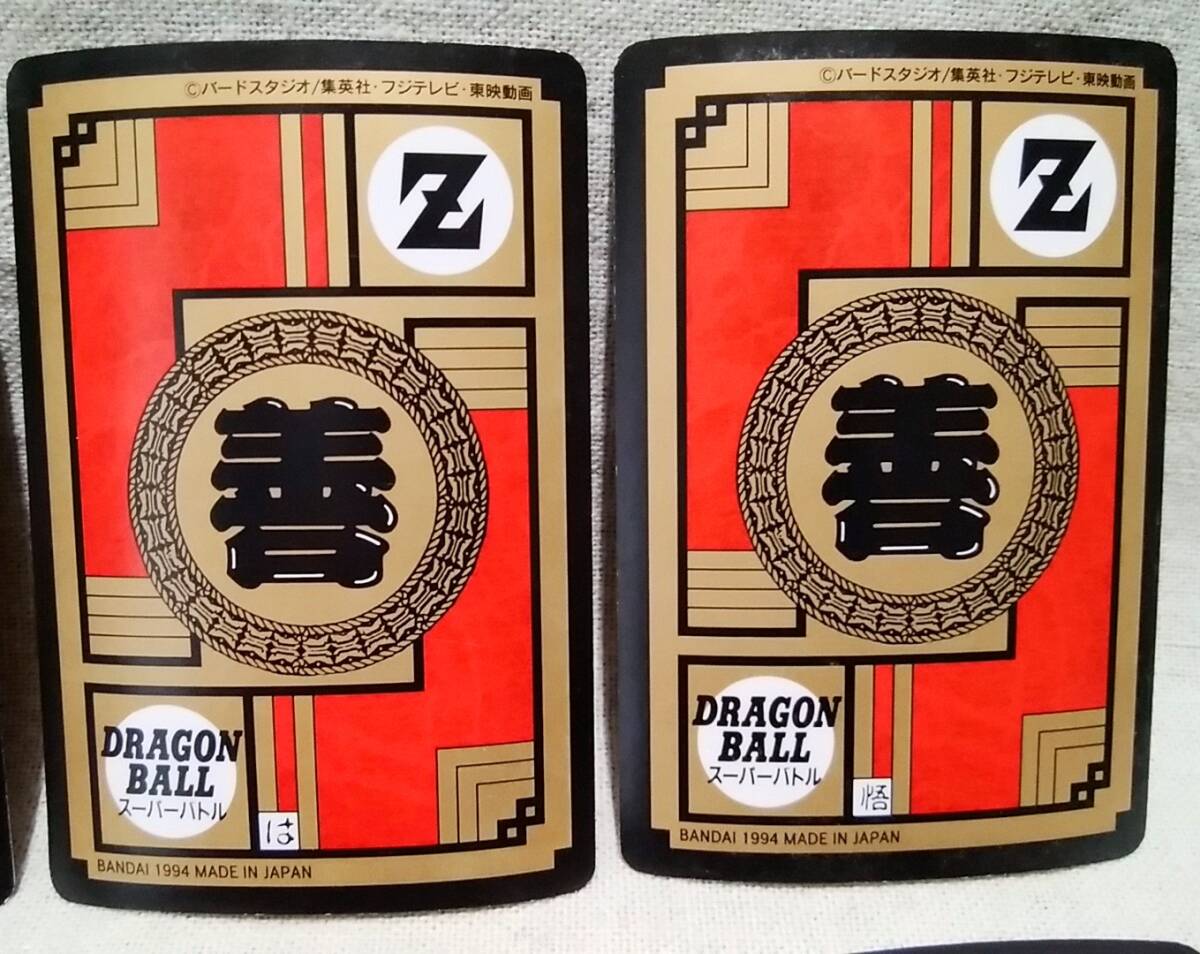 ©バードスタジオ/集英社・フジテレビ・東映動画
Z
善
DRAGON
BALL
スーパーバトル
は
BANDAI 1994 MADE IN JAPAN
©バードスタジオ/集英社・フジテレビ・東映動画
Z
善
DRAGON
BALL
スーパーバトル
悟
BANDAI 1994 MADE IN JAPAN